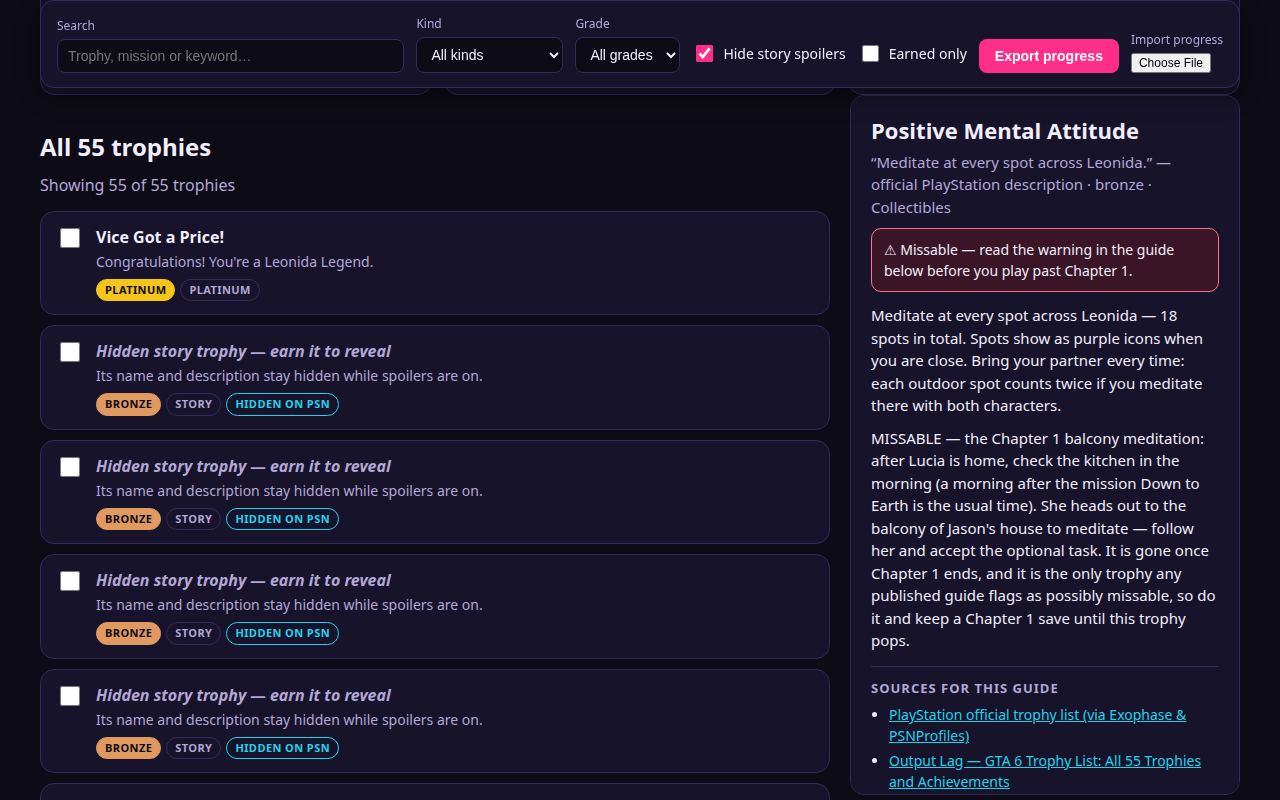 Search
Kind
Grade
Import progress
Trophy, mission or keyword…
All kinds
All grades
Hide story spoilers
Earned only
Export progress
Choose File
All 55 trophies
Showing 55 of 55 trophies
Vice Got a Price!
Congratulations! You're a Leonida Legend.
PLATINUM PLATINUM
Hidden story trophy — earn it to reveal
Its name and description stay hidden while spoilers are on.
BRONZE STORY HIDDEN ON PSN
Hidden story trophy — earn it to reveal
Its name and description stay hidden while spoilers are on.
BRONZE STORY HIDDEN ON PSN
Hidden story trophy — earn it to reveal
Its name and description stay hidden while spoilers are on.
BRONZE STORY HIDDEN ON PSN
Hidden story trophy — earn it to reveal
Its name and description stay hidden while spoilers are on.
BRONZE STORY HIDDEN ON PSN
Positive Mental Attitude
“Meditate at every spot across Leonida.” —
official PlayStation description · bronze ·
Collectibles
⚠ Missable — read the warning in the guide
below before you play past Chapter 1.
Meditate at every spot across Leonida — 18
spots in total. Spots show as purple icons when
you are close. Bring your partner every time:
each outdoor spot counts twice if you meditate
there with both characters.
MISSABLE — the Chapter 1 balcony meditation:
after Lucia is home, check the kitchen in the
morning (a morning after the mission Down to
Earth is the usual time). She heads out to the
balcony of Jason's house to meditate — follow
her and accept the optional task. It is gone once
Chapter 1 ends, and it is the only trophy any
published guide flags as possibly missable, so do
it and keep a Chapter 1 save until this trophy
pops.
SOURCES FOR THIS GUIDE
• PlayStation official trophy list (via Exophase &
PSNProfiles)
• Output Lag — GTA 6 Trophy List: All 55 Trophies
and Achievements